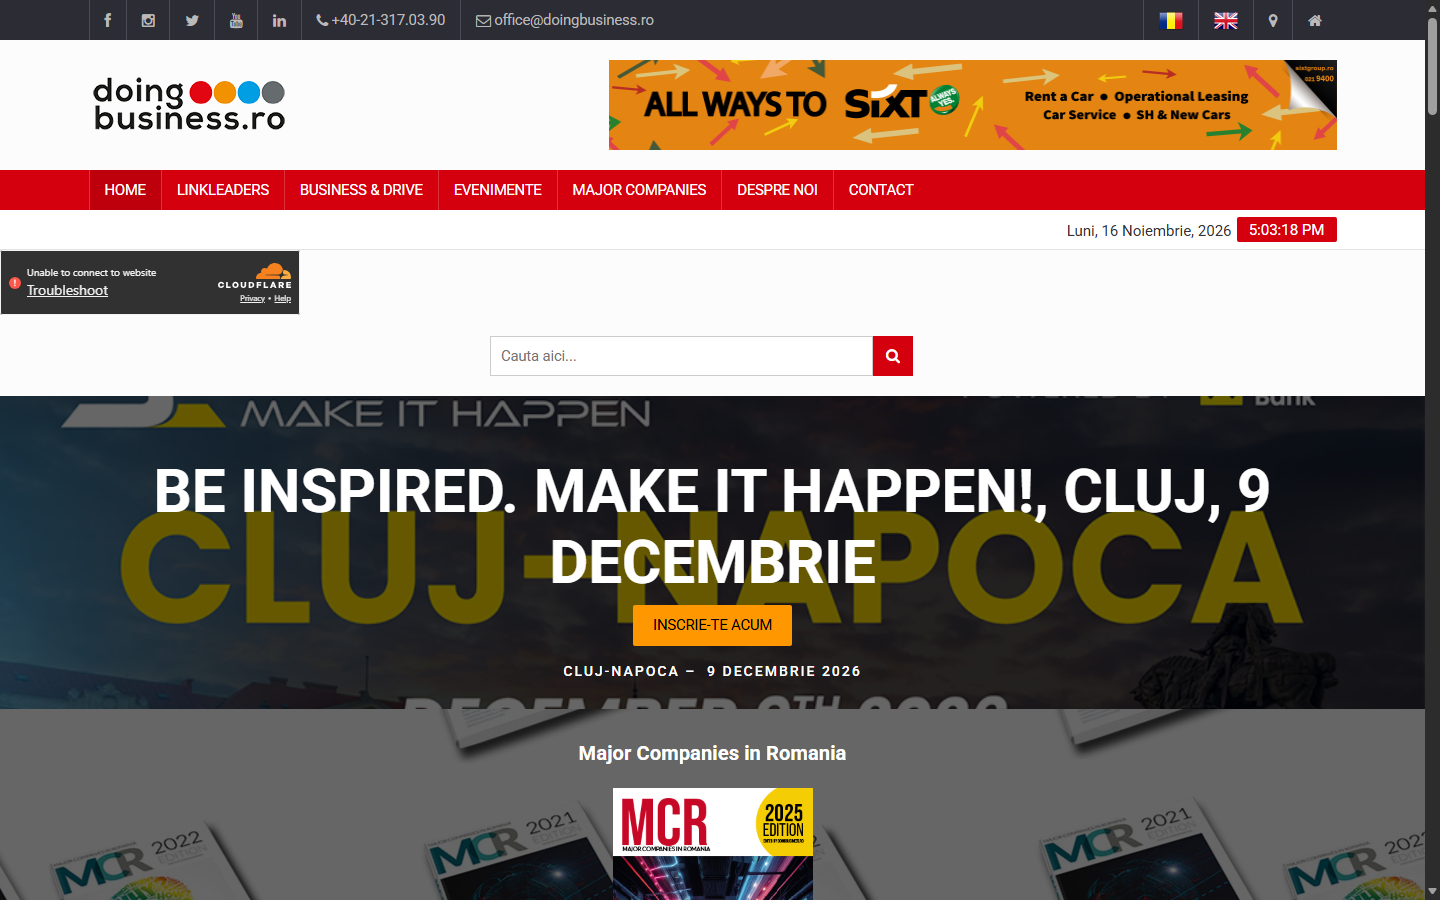 +40-21-317.03.90
office@doingbusiness.ro
doing
business.ro
ALL WAYS TO SIXT
ALWAYS YES.
Rent a Car • Operational Leasing
Car Service • SH & New Cars
sixtgroup.ro
021 9400
HOME
LINKLEADERS
BUSINESS & DRIVE
EVENIMENTE
MAJOR COMPANIES
DESPRE NOI
CONTACT
Luni, 16 Noiembrie, 2026
5:03:18 PM
Unable to connect to website
Troubleshoot
CLOUDFLARE
Privacy • Help
Cauta aici...
MAKE IT HAPPEN
Bank
CLUJ-NAPOCA
BE INSPIRED. MAKE IT HAPPEN!, CLUJ, 9
DECEMBRIE
INSCRIE-TE ACUM
CLUJ-NAPOCA – 9 DECEMBRIE 2026
Major Companies in Romania
MCR
MAJOR COMPANIES IN ROMANIA
2025
EDITION
MCR 2022
EDITION
MCR 2021
EDITION
MCR 2021
EDITION
MCR